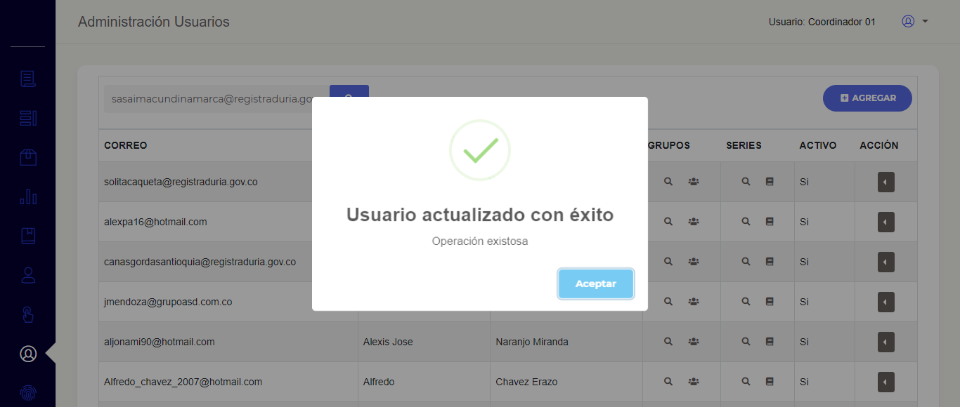 Administración Usuarios
Usuario: Coordinador 01
sasaimacundinamarca@registraduria.go
AGREGAR
CORREO GRUPOS SERIES ACTIVO ACCIÓN
solitacaqueta@registraduria.gov.co Si
alexpa16@hotmail.com Si
canasgordasantioquia@registraduria.gov.co Si
jmendoza@grupoasd.com.co Si
aljonami90@hotmail.com Alexis Jose Naranjo Miranda Si
Alfredo_chavez_2007@hotmail.com Alfredo Chavez Erazo Si
Usuario actualizado con éxito
Operación existosa
Aceptar